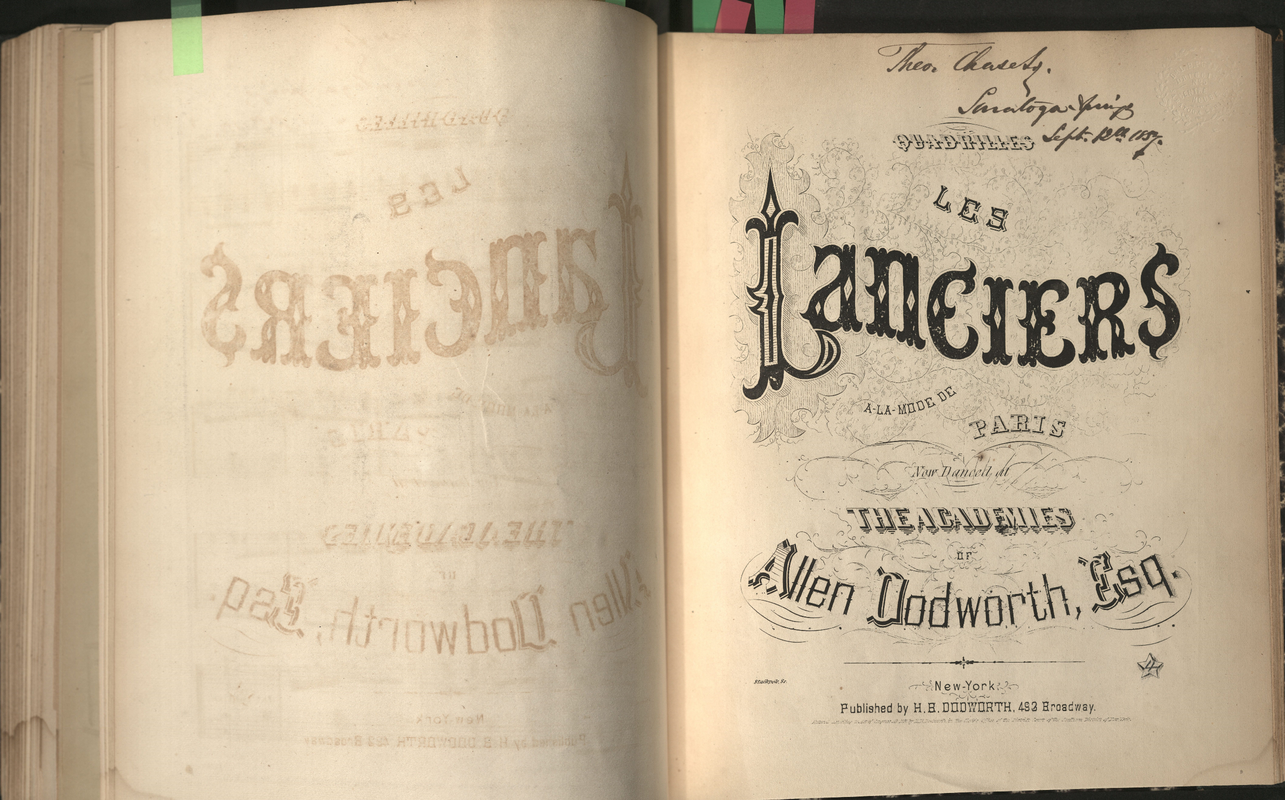 Theo. Chase
Saratoga Springs
Sept. 12th 1857.
QUADRILLES
LES
LANCIERS
A-LA-MODE DE
PARIS
Now Danced at
THE ACADEMIES
OF
Allen Dodworth, Esq.
New-York.
Published by H.B. DODWORTH, 493 Broadway.